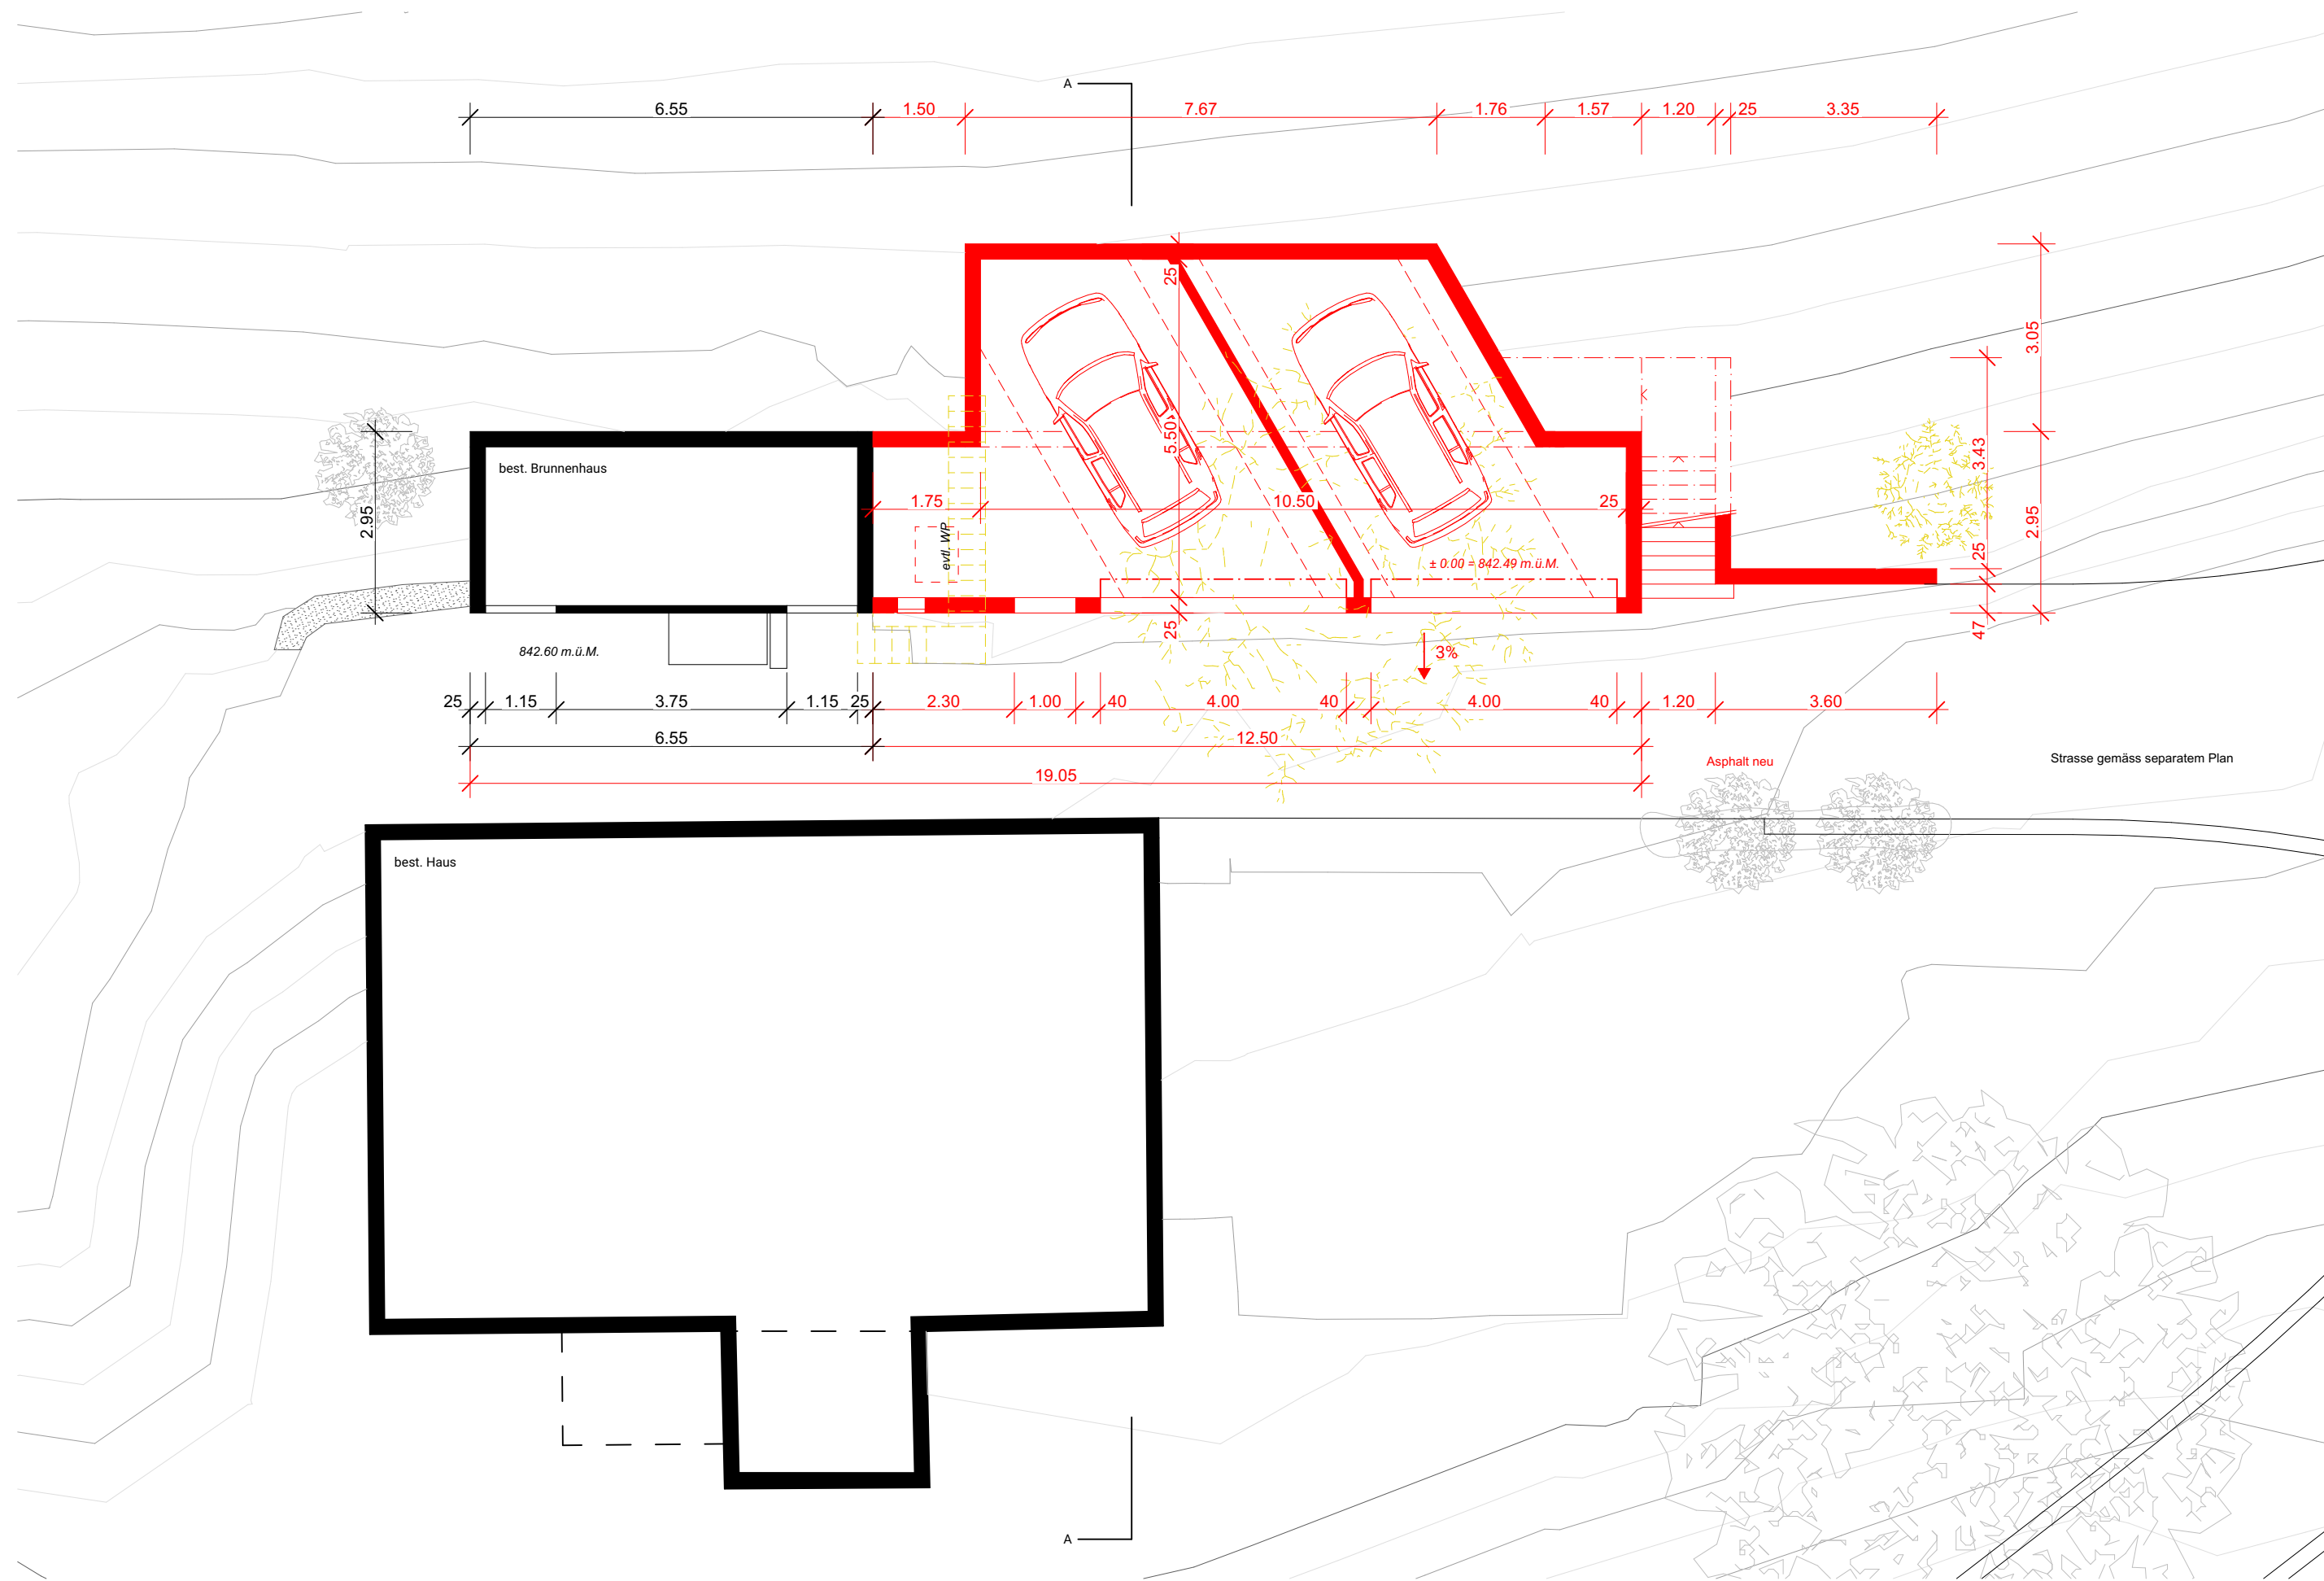 A
6.55 1.50 7.67 1.76 1.57 1.20 25 3.35
25
3.05
5.50
3.43
best. Brunnenhaus
2.95
1.75 10.50 25
2.95
evtl. WP
25
± 0.00 = 842.49 m.ü.M.
25
47
842.60 m.ü.M.
3%
25 1.15 3.75 1.15 25 2.30 1.00 40 4.00 40 4.00 40 1.20 3.60
6.55 12.50
Asphalt neu
Strasse gemäss separatem Plan
19.05
best. Haus
A